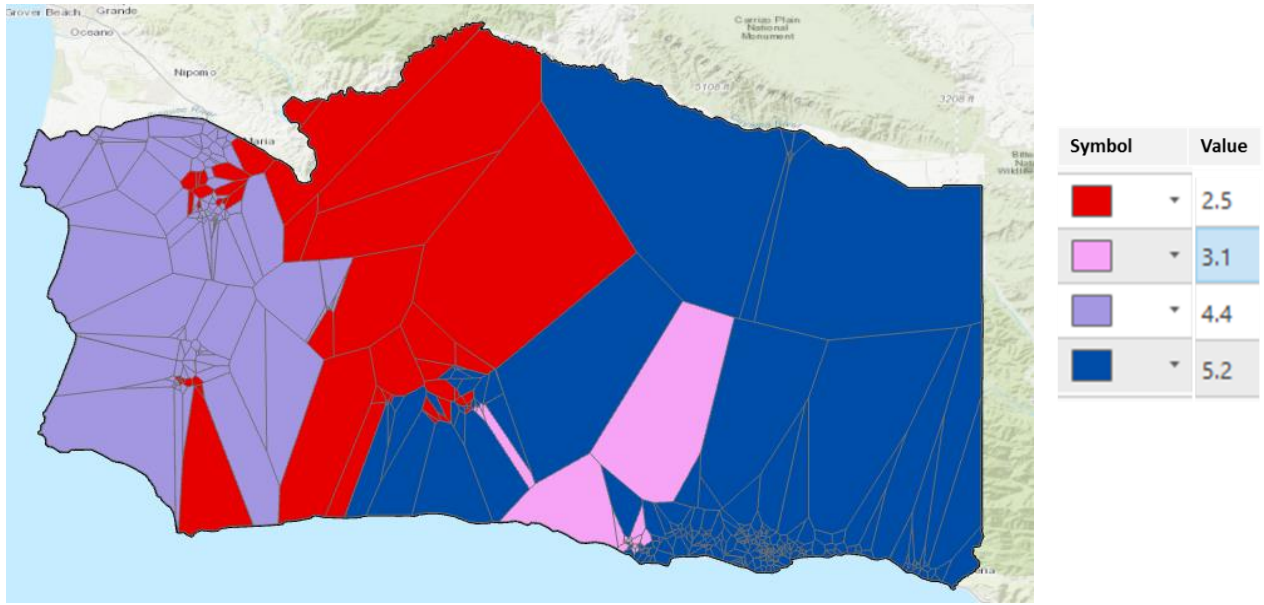 Grover Beach Grande
Oceano
Nipomo
Carrizo Plain
National
Monument
5108 ft
3208 ft
Maria
Symbol Value
2.5
3.1
4.4
5.2